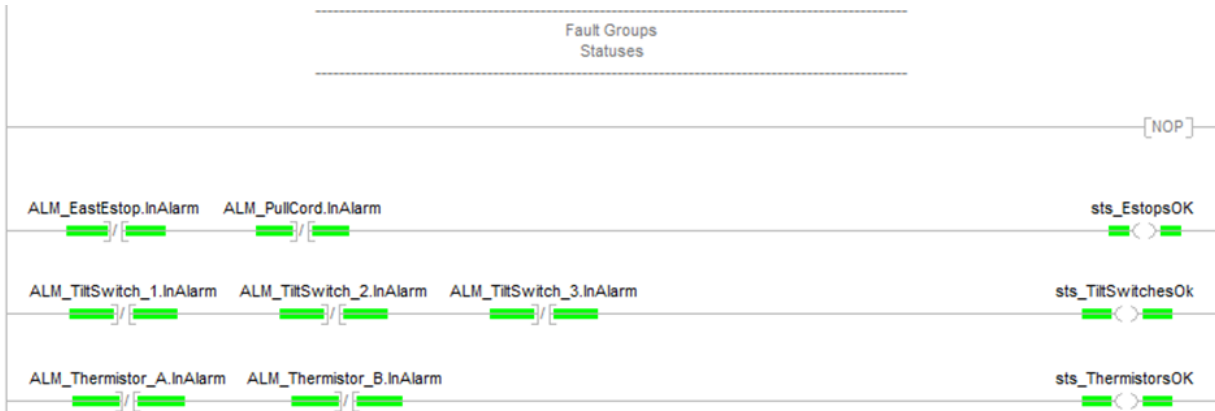 Fault Groups
Statuses
[NOP]
ALM_EastEstop.InAlarm ALM_PullCord.InAlarm sts_EstopsOK
ALM_TiltSwitch_1.InAlarm ALM_TiltSwitch_2.InAlarm ALM_TiltSwitch_3.InAlarm sts_TiltSwitchesOk
ALM_Thermistor_A.InAlarm ALM_Thermistor_B.InAlarm sts_ThermistorsOK